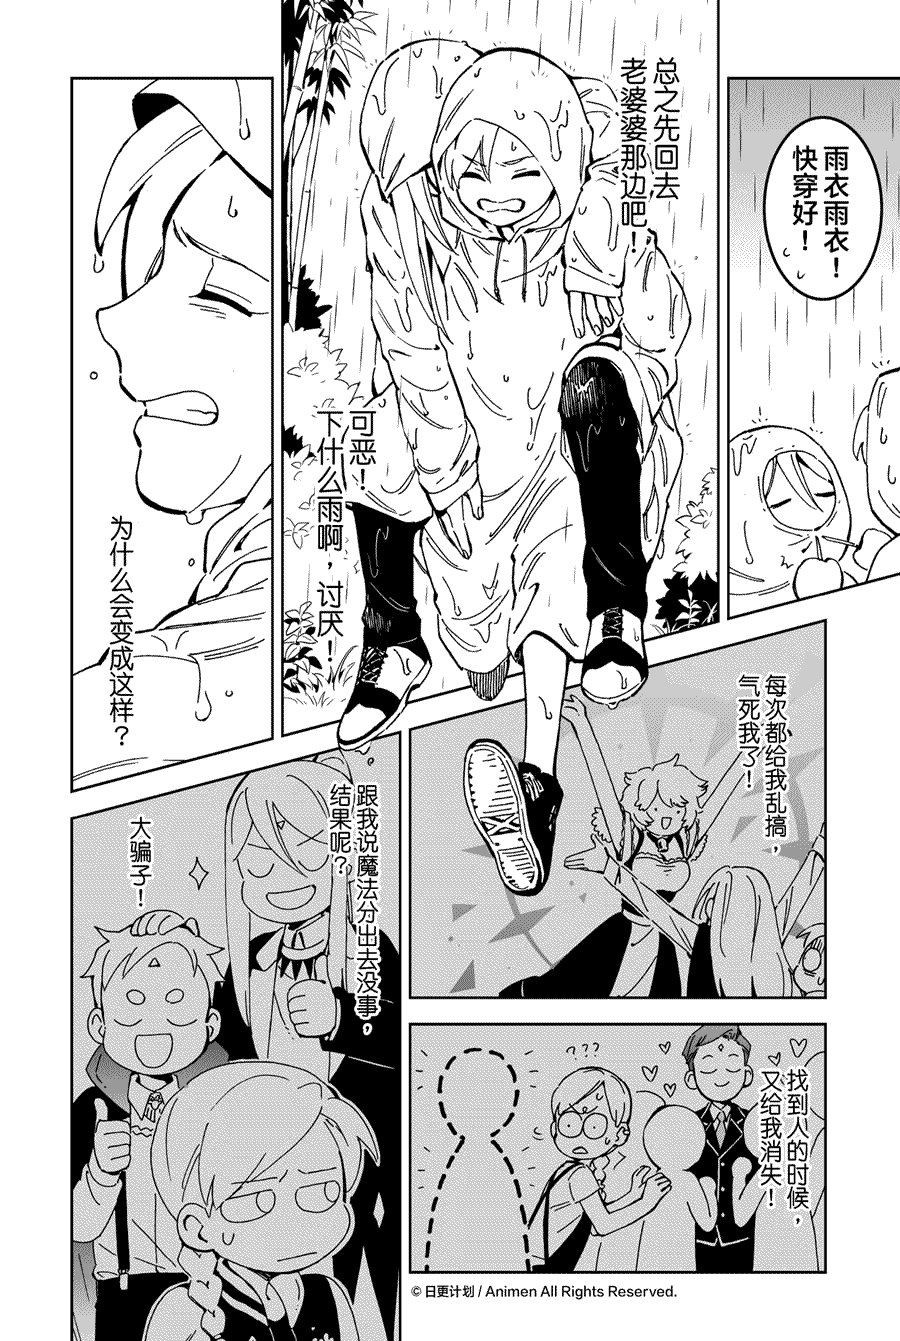 雨衣雨衣！
快穿好！
总之先回去
老婆婆那边吧！
可恶！
下什么雨啊，讨厌！
为什么会变成这样？
每次都给我乱搞，
气死我了！
跟我说魔法分出去没事，
结果呢？
大骗子！
???
找到人的时候，
又给我消失！
© 日更计划 / Animen All Rights Reserved.